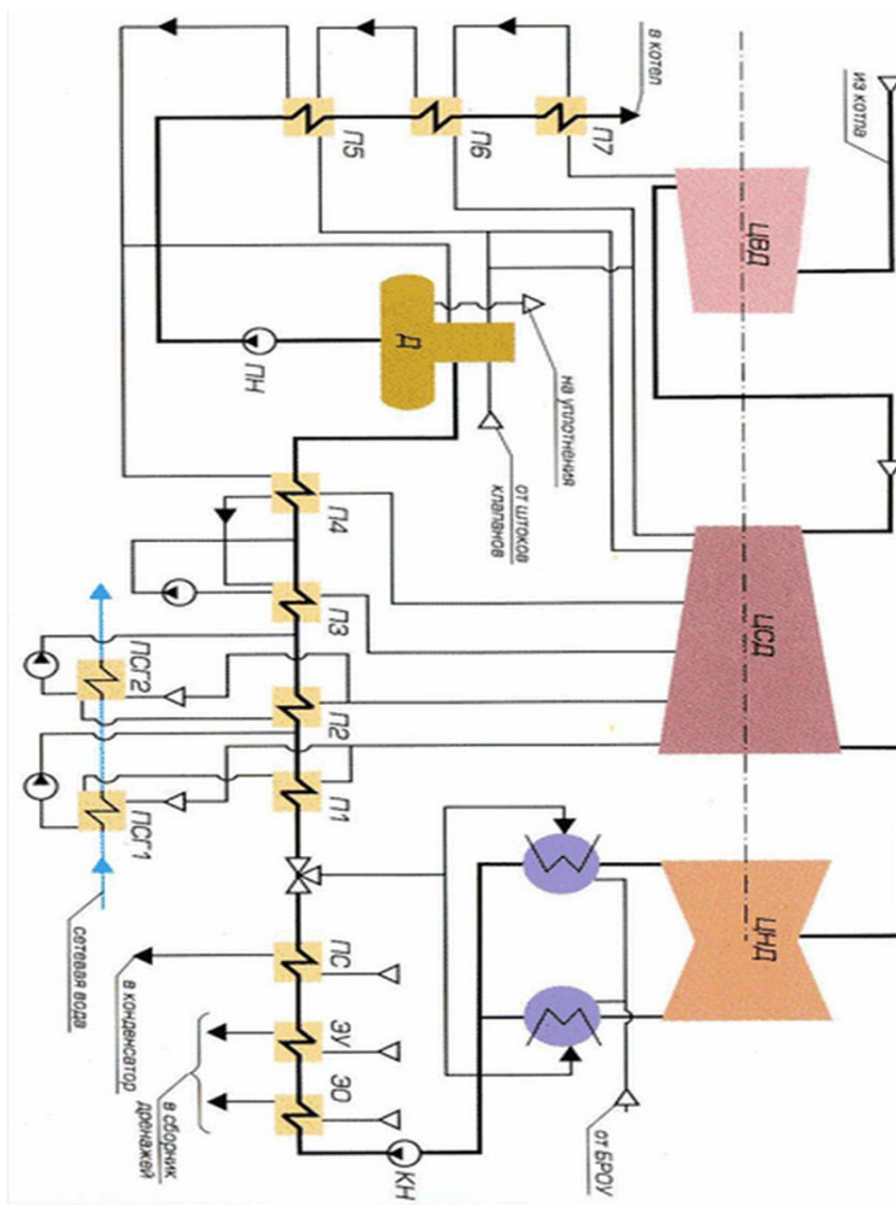 из котла
в котел
П7
П6
П5
ЦВД
Д
ПН
на уплотнения
от штоков
клапанов
П4
П3
ЦСД
ПСГ2
П2
П1
ПСГ1
сетевая вода
ЦНД
ПС
ЭУ
ЭО
в конденсатор
в сборник
дренажей
КН
от БРОУ